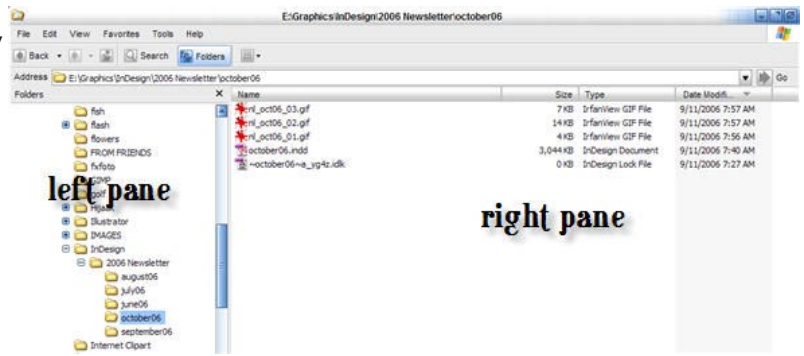 E:\Graphics\InDesign\2006 Newsletter\october06
File Edit View Favorites Tools Help
Back Search Folders
Address E:\Graphics\InDesign\2006 Newsletter\october06 Go
Folders x Name Size Type Date Modifi...
fish
flash
flowers
FROM FRIENDS
fxfoto
GIMP
golf
Hijack
Illustrator
IMAGES
InDesign
2006 Newsletter
august06
july06
june06
october06
september06
Internet Clipart
left pane
nl_oct06_03.gif 7 KB IrfanView GIF File 9/11/2006 7:57 AM
nl_oct06_02.gif 14 KB IrfanView GIF File 9/11/2006 7:57 AM
nl_oct06_01.gif 4 KB IrfanView GIF File 9/11/2006 7:56 AM
october06.indd 3,044 KB InDesign Document 9/11/2006 7:40 AM
~october06~a_yg4z.idlk 0 KB InDesign Lock File 9/11/2006 7:27 AM
right pane